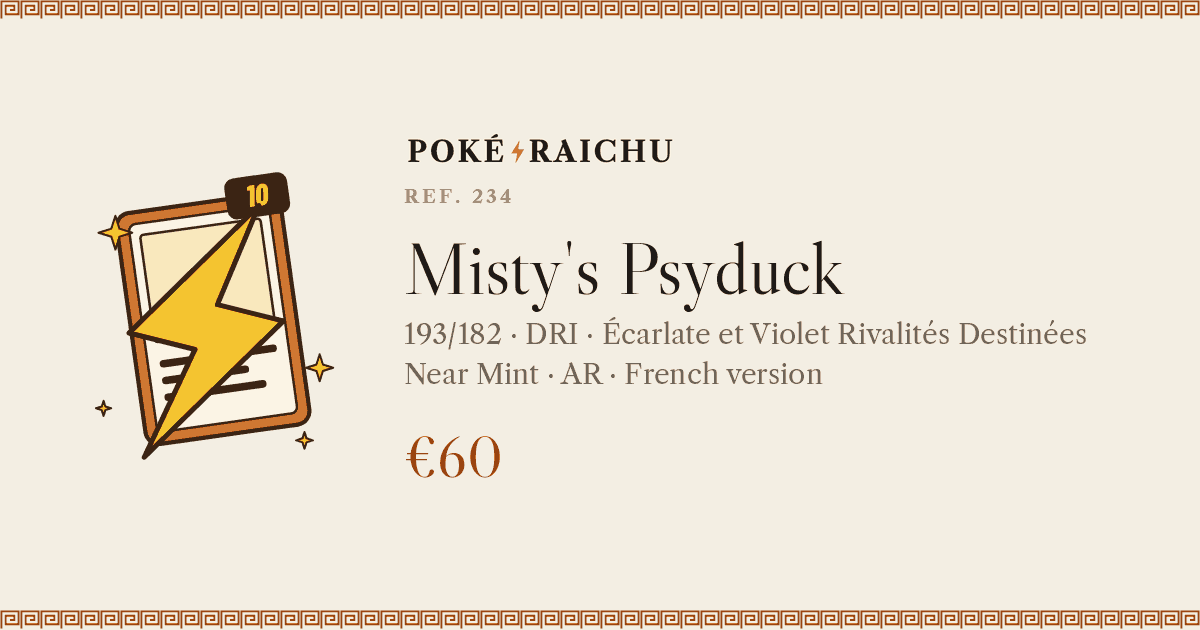 10
POKÉ RAICHU
REF. 234
Misty's Psyduck
193/182 · DRI · Écarlate et Violet Rivalités Destinées
Near Mint · AR · French version
€60